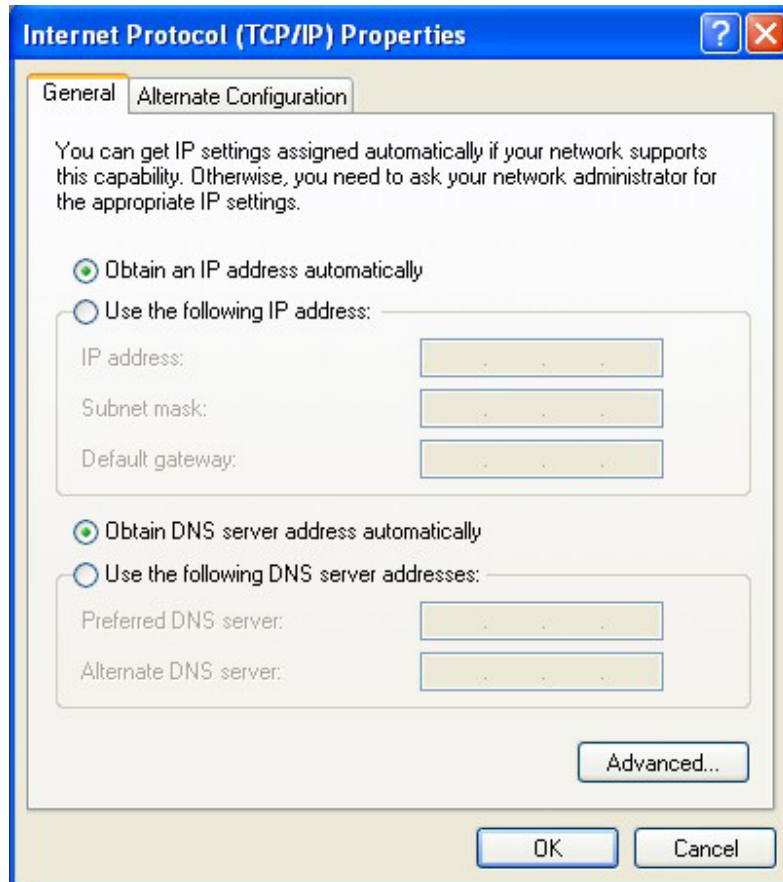 Internet Protocol (TCP/IP) Properties
General
Alternate Configuration
You can get IP settings assigned automatically if your network supports
this capability. Otherwise, you need to ask your network administrator for
the appropriate IP settings.
Obtain an IP address automatically
Use the following IP address:
IP address:
Subnet mask:
Default gateway:
Obtain DNS server address automatically
Use the following DNS server addresses:
Preferred DNS server:
Alternate DNS server:
Advanced...
OK
Cancel